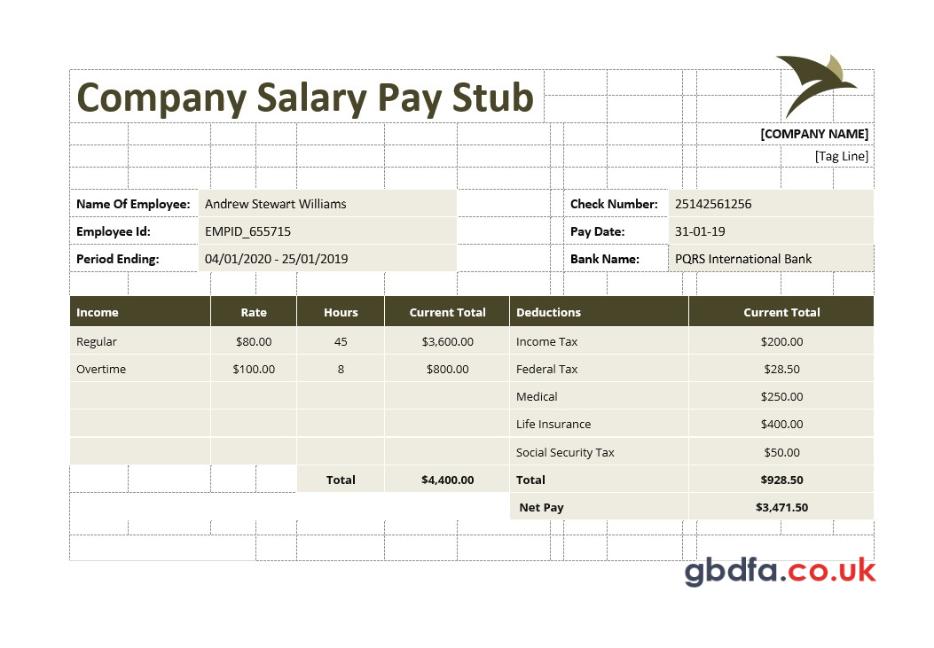 Company Salary Pay Stub
[COMPANY NAME]
[Tag Line]
Name Of Employee: Andrew Stewart Williams Check Number: 25142561256
Employee Id: EMPID_655715 Pay Date: 31-01-19
Period Ending: 04/01/2020 - 25/01/2019 Bank Name: PQRS International Bank
Income Rate Hours Current Total Deductions Current Total
Regular $80.00 45 $3,600.00 Income Tax $200.00
Overtime $100.00 8 $800.00 Federal Tax $28.50
Medical $250.00
Life Insurance $400.00
Social Security Tax $50.00
Total $4,400.00 Total $928.50
Net Pay $3,471.50
gbdfa.co.uk